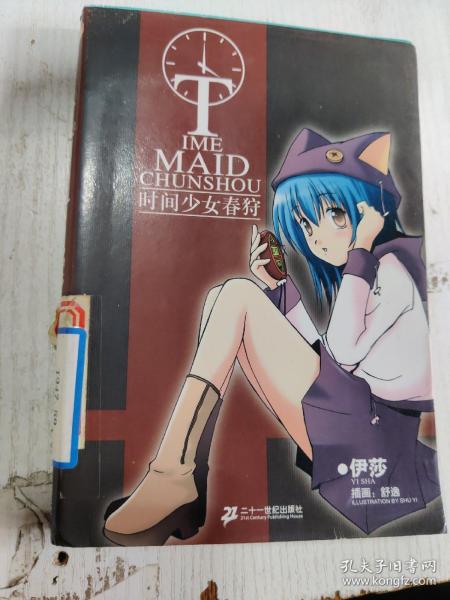 TIME
MAID
CHUNSHOU
时间少女春狩
●伊莎
YI SHA
插画：舒逸
ILLUSTRATION BY SHU YI
21 二十一世纪出版社
21st Century Publishing House
孔夫子旧书网
www.kongfz.com